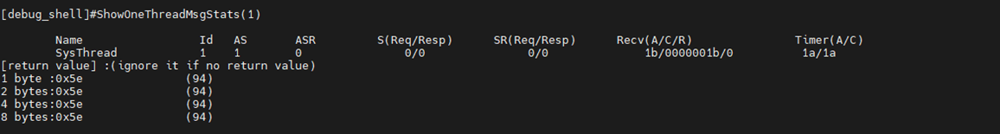 [debug_shell]#ShowOneThreadMsgStats(1)
Name Id AS ASR S(Req/Resp) SR(Req/Resp) Recv(A/C/R) Timer(A/C)
SysThread 1 1 0 0/0 0/0 1b/0000001b/0 1a/1a
[return value] :(ignore it if no return value)
1 byte :0x5e (94)
2 bytes:0x5e (94)
4 bytes:0x5e (94)
8 bytes:0x5e (94)